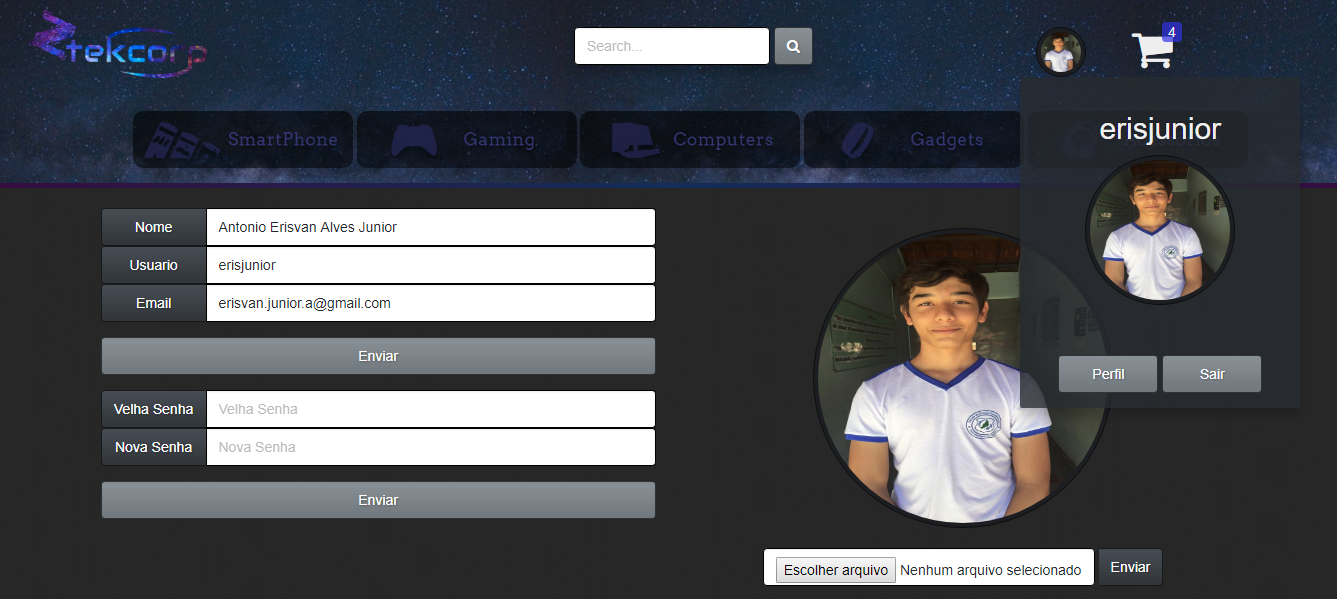 tekcorp
Search...
4
SmartPhone
Gaming
Computers
Gadgets
erisjunior
Nome
Antonio Erisvan Alves Junior
Usuario
erisjunior
Email
erisvan.junior.a@gmail.com
Enviar
Velha Senha
Velha Senha
Nova Senha
Nova Senha
Enviar
Perfil
Sair
Escolher arquivo
Nenhum arquivo selecionado
Enviar